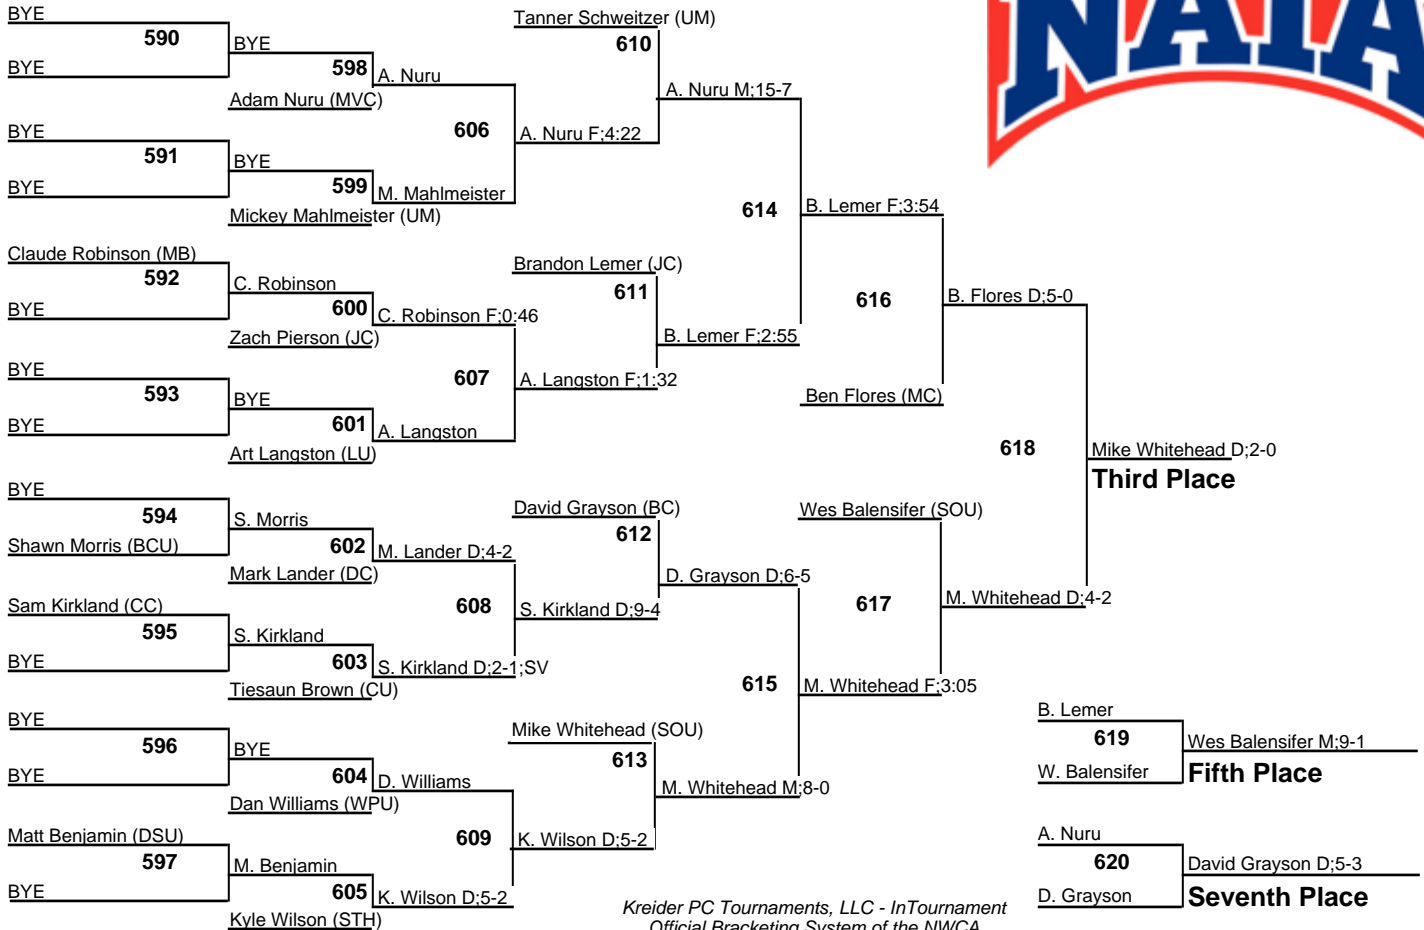 BYE
590
BYE
BYE
598
A. Nuru
Adam Nuru (MVC)
606
A. Nuru F;4:22
BYE
591
BYE
BYE
599
M. Mahlmeister
Mickey Mahlmeister (UM)
Tanner Schweitzer (UM)
610
A. Nuru M;15-7
Claude Robinson (MB)
592
BYE
C. Robinson
600
C. Robinson F;0:46
Zach Pierson (JC)
607
A. Langston F;1:32
BYE
593
BYE
BYE
601
A. Langston
Art Langston (LU)
Brandon Lemer (JC)
611
B. Lemer F;2:55
614
B. Lemer F;3:54
616
B. Flores D;5-0
Ben Flores (MC)
BYE
594
Shawn Morris (BCU)
S. Morris
602
M. Lander D;4-2
Mark Lander (DC)
608
S. Kirkland D;9-4
Sam Kirkland (CC)
595
BYE
S. Kirkland
603
S. Kirkland D;2-1;SV
Tiesaun Brown (CU)
David Grayson (BC)
612
D. Grayson D;6-5
BYE
596
BYE
BYE
604
D. Williams
Dan Williams (WPU)
609
K. Wilson D;5-2
Matt Benjamin (DSU)
597
BYE
M. Benjamin
605
K. Wilson D;5-2
Kyle Wilson (STH)
Mike Whitehead (SOU)
613
M. Whitehead M;8-0
615
M. Whitehead F;3:05
Wes Balensifer (SOU)
617
M. Whitehead D;4-2
618
Mike Whitehead D;2-0
Third Place
B. Lemer
619
W. Balensifer
Wes Balensifer M;9-1
Fifth Place
A. Nuru
620
D. Grayson
David Grayson D;5-3
Seventh Place
Kreider PC Tournaments, LLC - InTournament
Official Bracketing System of the NWCA
NAIA